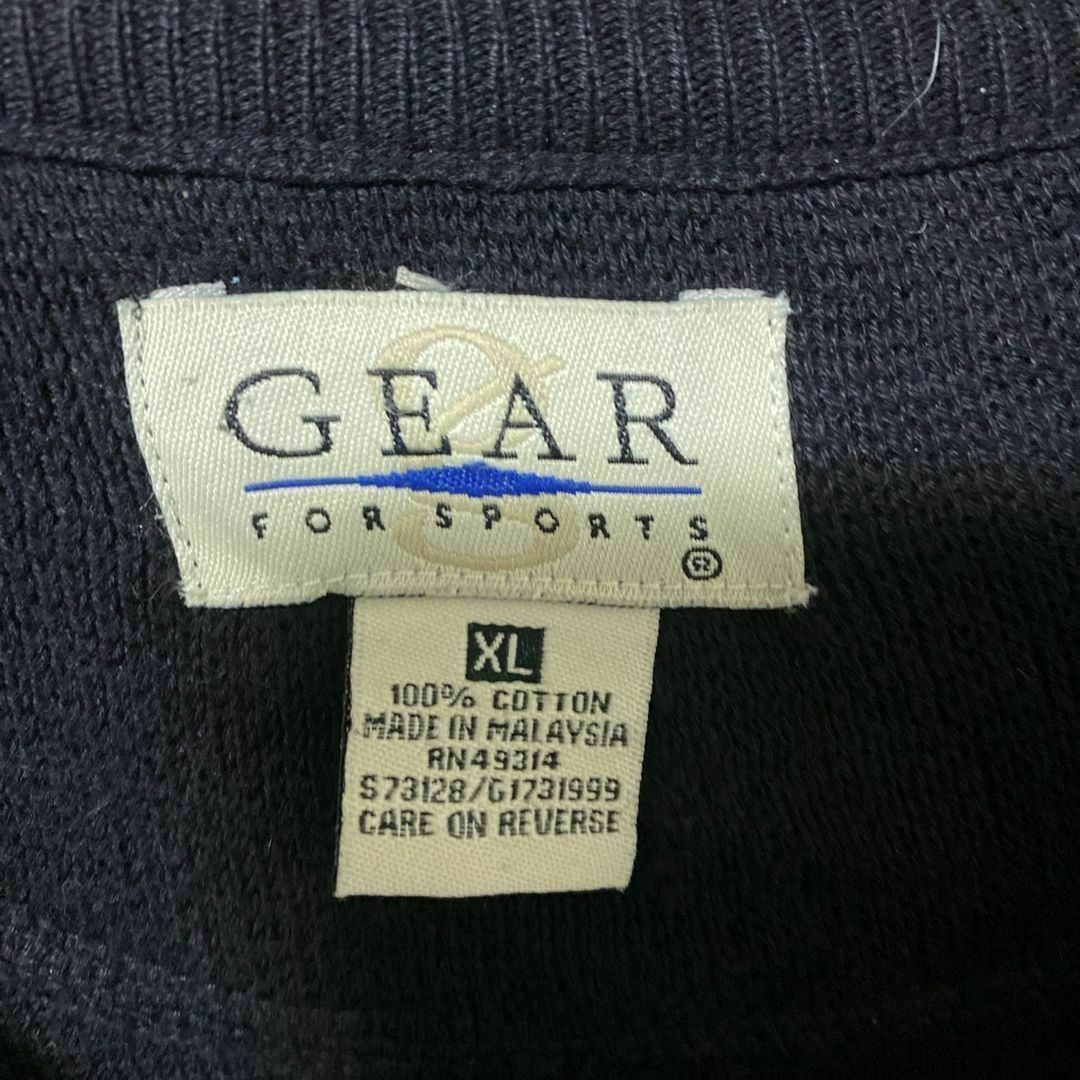 GEAR
FOR SPORTS
®
XL
100% COTTON
MADE IN MALAYSIA
RN49314
S73128/G1731999
CARE ON REVERSE